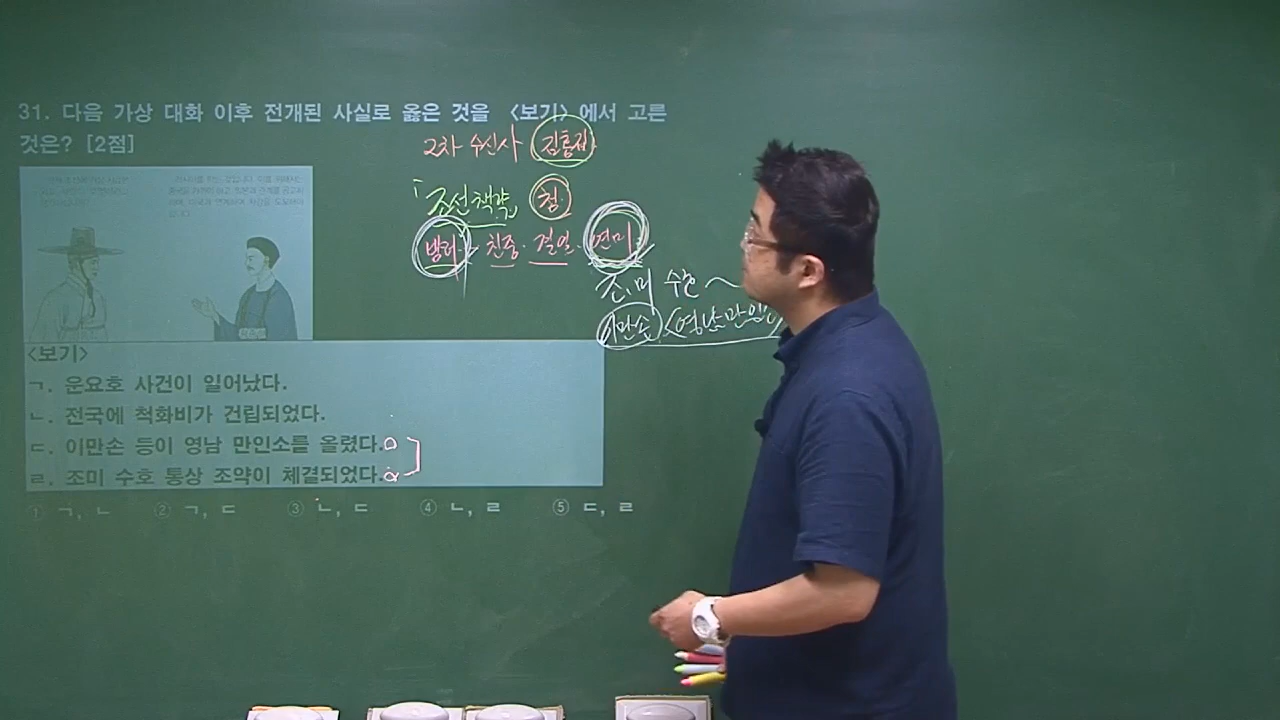 31. 다음 가상 대화 이후 전개된 사실로 옳은 것을 <보기>에서 고른
것은? [2점]
2차 수신사 김홍집
「조선책략」 청
방러 · 친중 · 결일 · 연미
조.미 수호 ~
이만손 <영남만인
<보기>
ㄱ. 운요호 사건이 일어났다.
ㄴ. 전국에 척화비가 건립되었다.
ㄷ. 이만손 등이 영남 만인소를 올렸다.
ㄹ. 조미 수호 통상 조약이 체결되었다.
① ㄱ, ㄴ ② ㄱ, ㄷ ③ ㄴ, ㄷ ④ ㄴ, ㄹ ⑤ ㄷ, ㄹ